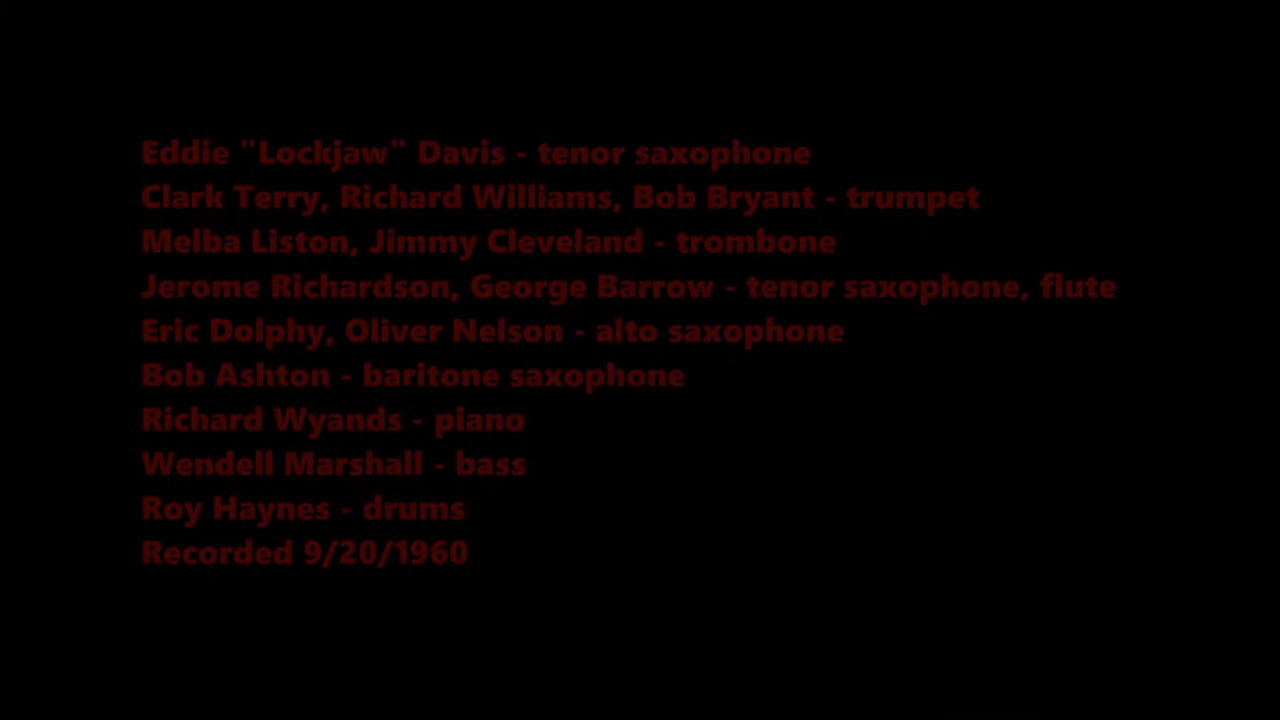 Eddie "Lockjaw" Davis - tenor saxophone
Clark Terry, Richard Williams, Bob Bryant - trumpet
Melba Liston, Jimmy Cleveland - trombone
Jerome Richardson, George Barrow - tenor saxophone, flute
Eric Dolphy, Oliver Nelson - alto saxophone
Bob Ashton - baritone saxophone
Richard Wyands - piano
Wendell Marshall - bass
Roy Haynes - drums
Recorded 9/20/1960